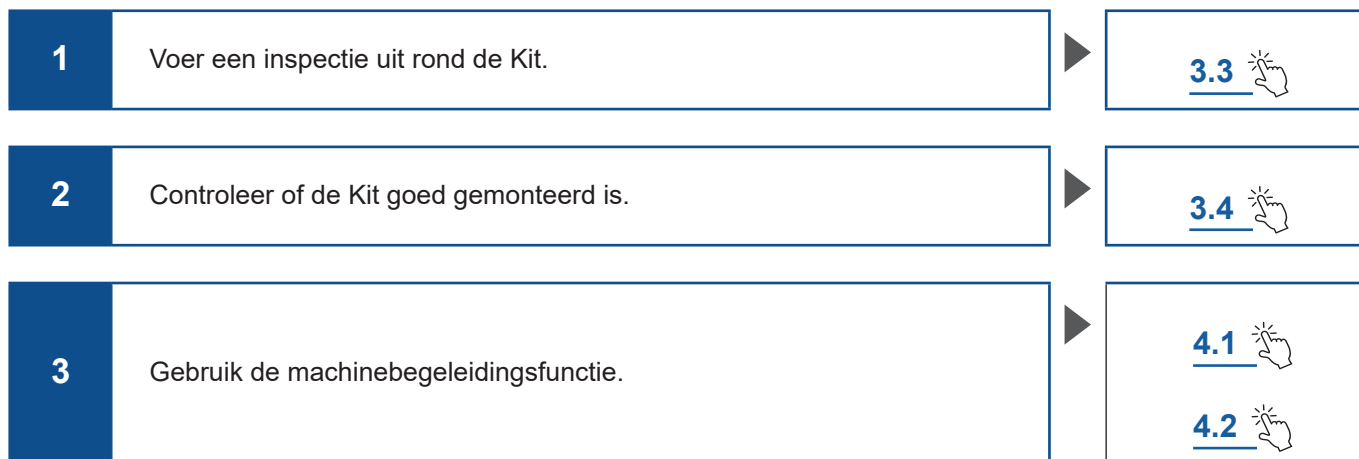 1
Voer een inspectie uit rond de Kit.
3.3
2
Controleer of de Kit goed gemonteerd is.
3.4
3
Gebruik de machinebegeleidingsfunctie.
4.1
4.2